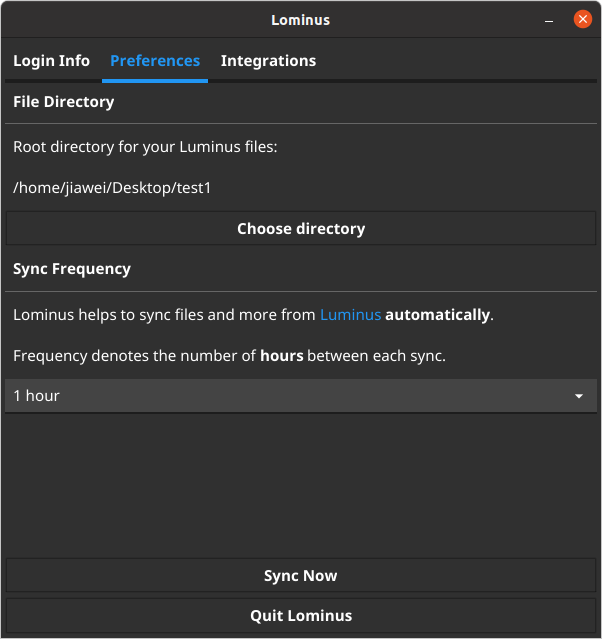 Lominus
Login Info Preferences Integrations
File Directory
Root directory for your Luminus files:
/home/jiawei/Desktop/test1
Choose directory
Sync Frequency
Lominus helps to sync files and more from Luminus automatically.
Frequency denotes the number of hours between each sync.
1 hour
Sync Now
Quit Lominus